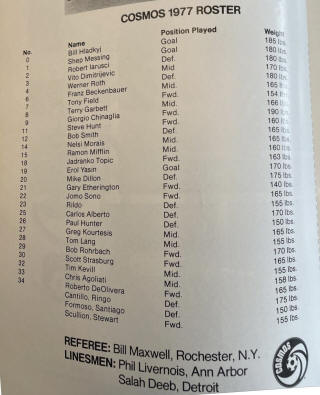 COSMOS 1977 ROSTER
No. Name Position Played Weight
0 Bill Hladkyj Goal 185 lbs.
1 Shep Messing Goal 180 lbs.
2 Robert Iarusci Def. 180 lbs.
3 Vito Dimitrijevic Mid 170 lbs.
4 Werner Roth Def. 180 lbs.
6 Franz Beckenbauer Mid. 165 lbs.
7 Tony Field Fwd. 154 lbs.
8 Terry Garbett Mid. 166 lbs.
9 Giorgio Chinaglia Fwd. 190 lbs.
11 Steve Hunt Fwd. 160 lbs.
12 Bob Smith Def. 165 lbs.
14 Nelsi Morais Mid. 165 lbs.
15 Ramon Mifflin Mid. 160 lbs.
18 Jadranko Topic Fwd. 163 lbs.
19 Erol Yasin Goal 170 lbs.
20 Mike Dillon Def. 175 lbs.
21 Gary Etherington Fwd. 140 lbs.
22 Jomo Sono Fwd. 165 lbs.
23 Rildo Def. 155 lbs.
25 Carlos Alberto Def. 170 lbs.
26 Paul Hunter Def. 150 lbs.
27 Greg Kourtesis Mid. 165 lbs.
28 Tom Lang Mid. 155 lbs.
29 Bob Rohrbach Fwd. 170 lbs.
30 Scott Strasburg Def. 165 lbs.
32 Tim Kevill Mid. 155 lbs.
33 Chris Agoliati Mid. 158 lbs.
34 Roberto DeOlivera Fwd. 165 lbs.
Cantillo, Ringo Mid. 175 lbs.
Formoso, Santiago Def. 150 lbs.
Scullion, Stewart Fwd. 155 lbs.
REFEREE: Bill Maxwell, Rochester, N.Y.
LINESMEN: Phil Livernois, Ann Arbor
Salah Deeb, Detroit
COSMOS